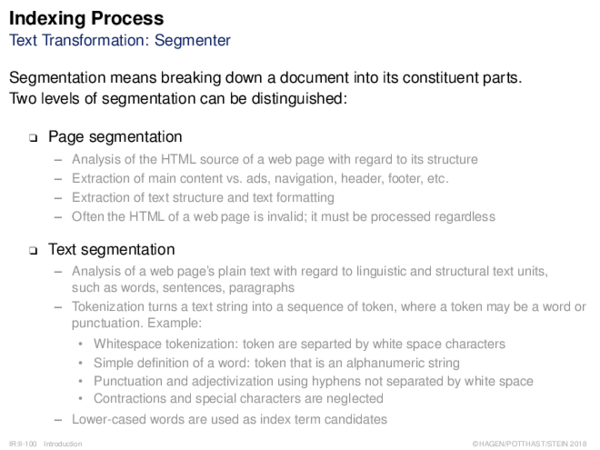 Indexing Process
Text Transformation: Segmenter
Segmentation means breaking down a document into its constituent parts.
Two levels of segmentation can be distinguished:
❑ Page segmentation
– Analysis of the HTML source of a web page with regard to its structure
– Extraction of main content vs. ads, navigation, header, footer, etc.
– Extraction of text structure and text formatting
– Often the HTML of a web page is invalid; it must be processed regardless
❑ Text segmentation
– Analysis of a web page's plain text with regard to linguistic and structural text units,
such as words, sentences, paragraphs
– Tokenization turns a text string into a sequence of token, where a token may be a word or
punctuation. Example:
• Whitespace tokenization: token are separted by white space characters
• Simple definition of a word: token that is an alphanumeric string
• Punctuation and adjectivization using hyphens not separated by white space
• Contractions and special characters are neglected
– Lower-cased words are used as index term candidates
IR:II-100 Introduction
©HAGEN/POTTHAST/STEIN 2018